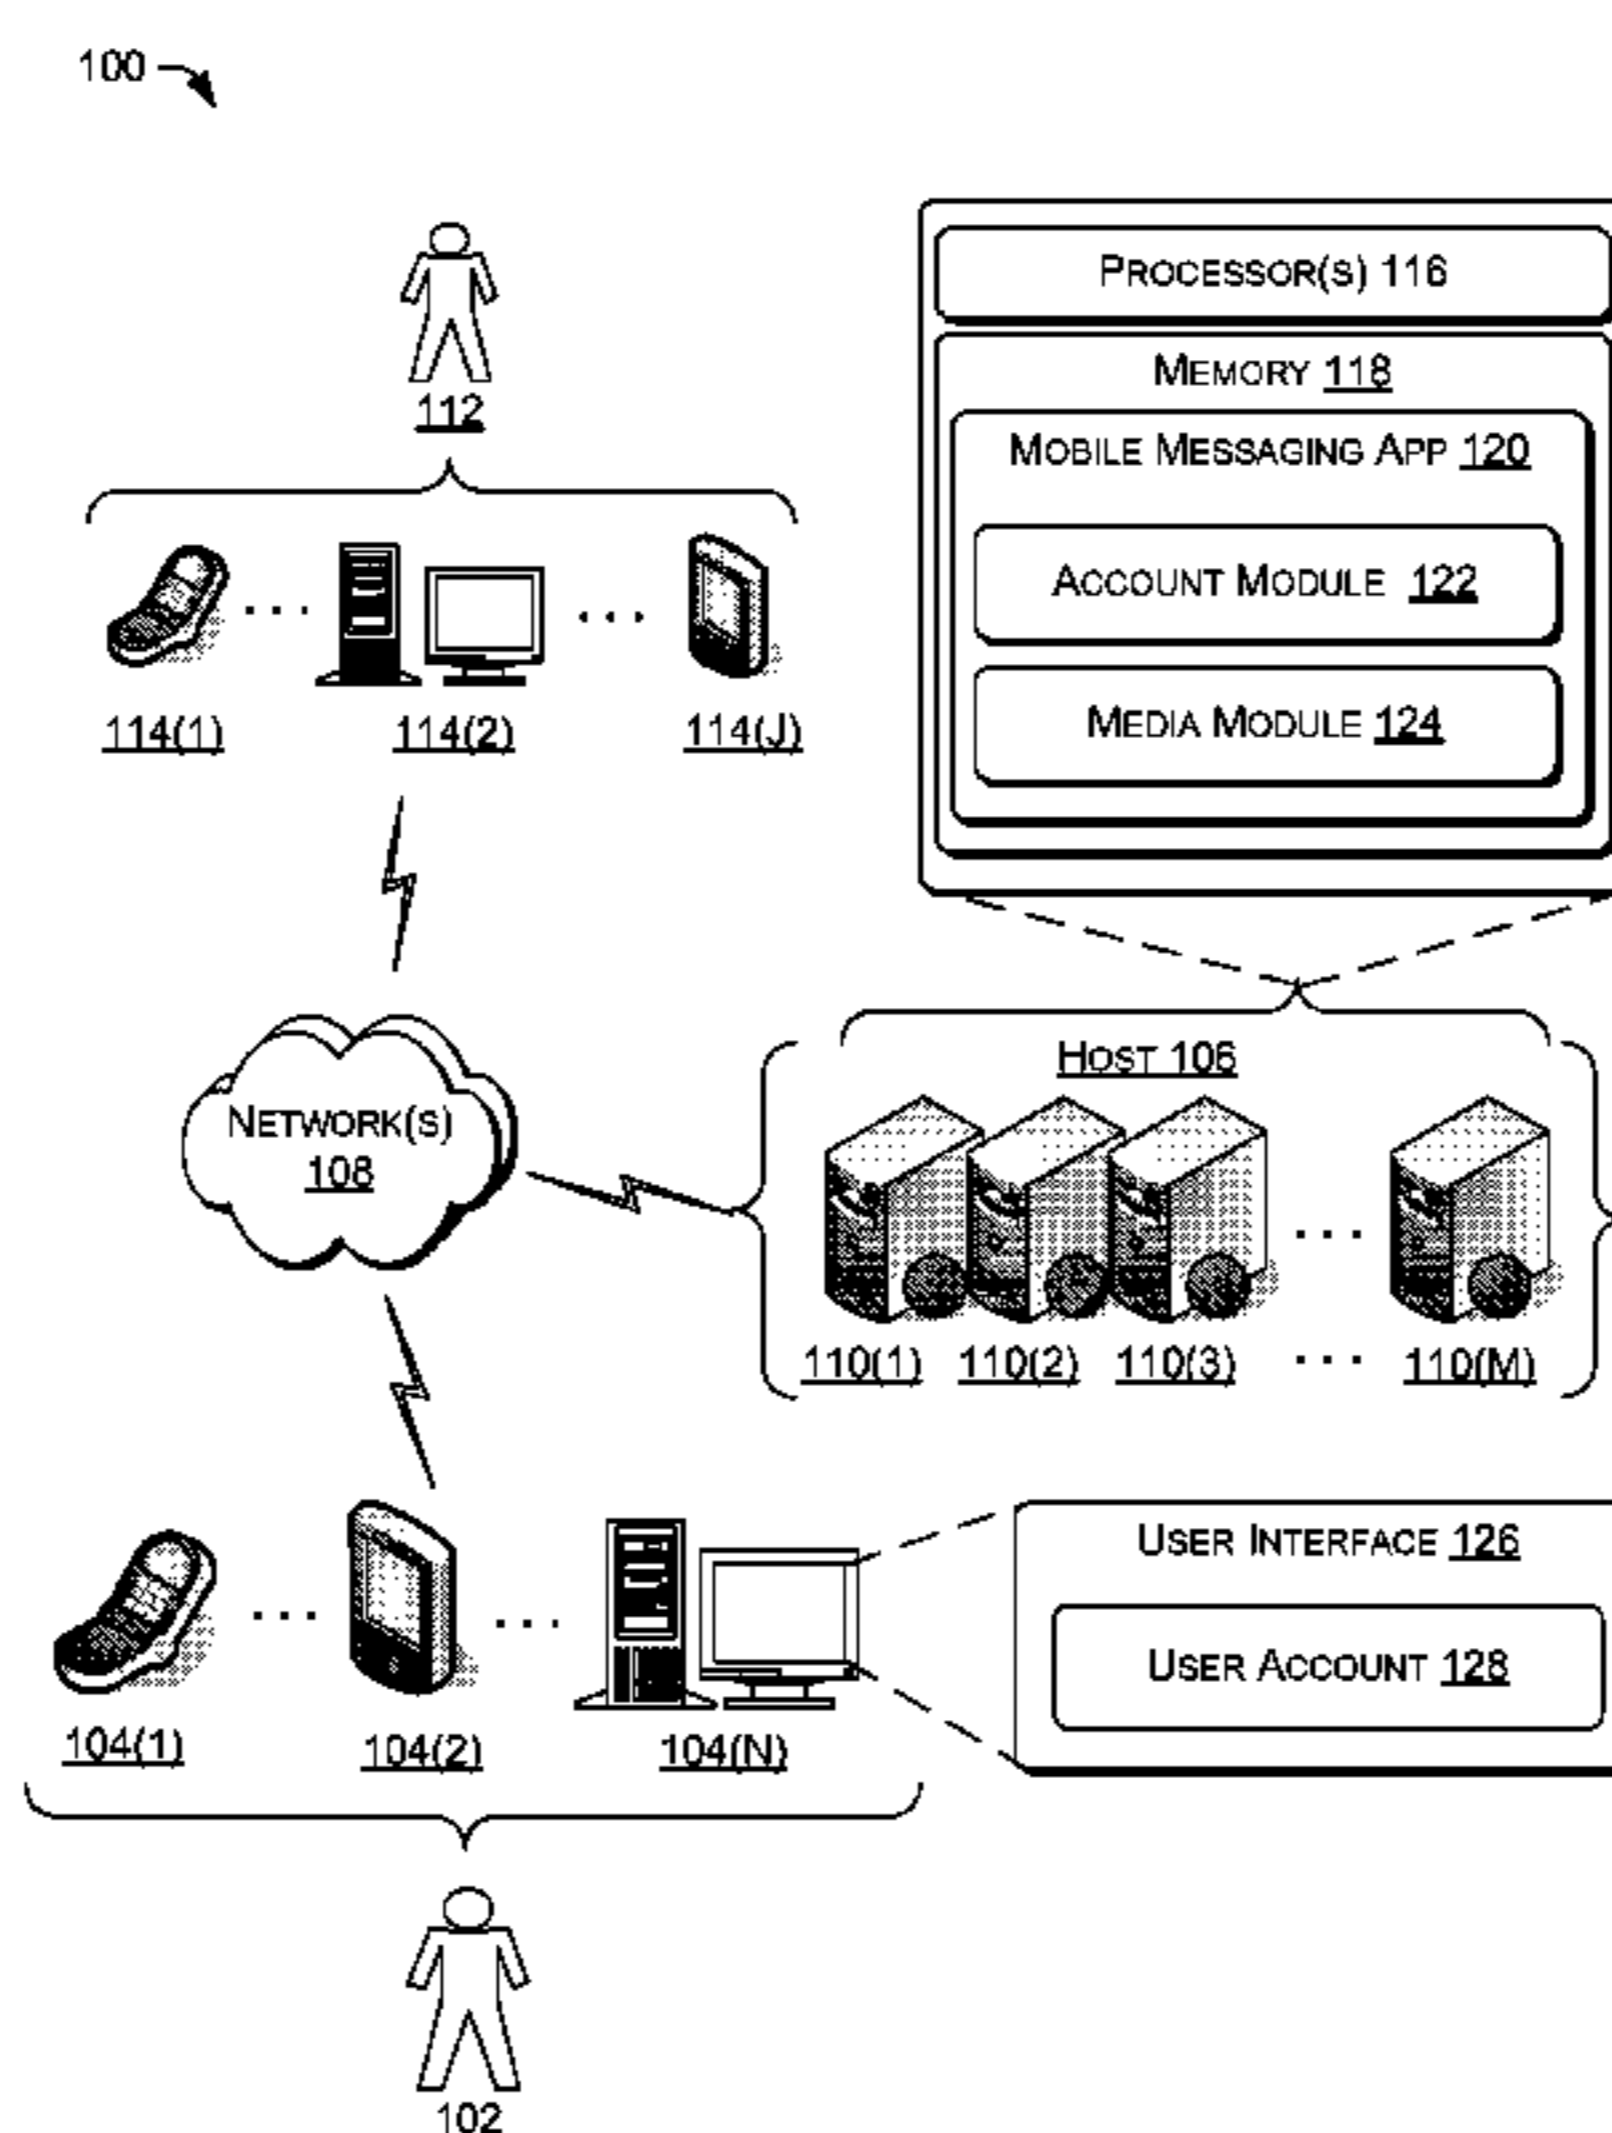 100
112
114(1) 114(2) 114(J)
PROCESSOR(S) 116
MEMORY 118
MOBILE MESSAGING APP 120
ACCOUNT MODULE 122
MEDIA MODULE 124
NETWORK(S)
108
HOST 106
110(1) 110(2) 110(3) ... 110(M)
104(1) 104(2) 104(N)
USER INTERFACE 126
USER ACCOUNT 128
102